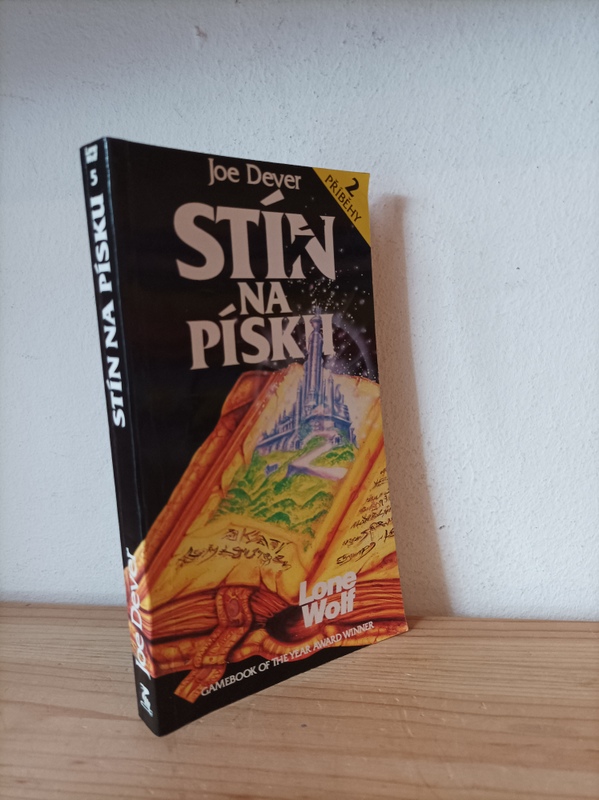 Joe Dever
2
PŘÍBĚHY
STÍN
NA
PÍSKU
Lone
Wolf
GAMEBOOK OF THE YEAR AWARD WINNER
STÍN NA PÍSKU 5
Joe Dever